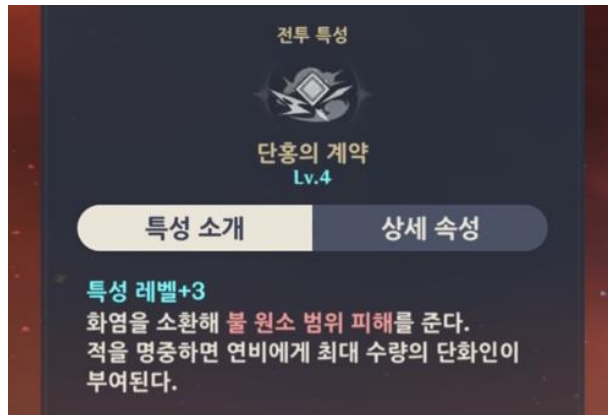 전투 특성
단홍의 계약
Lv.4
특성 소개
상세 속성
특성 레벨+3
화염을 소환해 불 원소 범위 피해를 준다.
적을 명중하면 연비에게 최대 수량의 단화인이
부여된다.